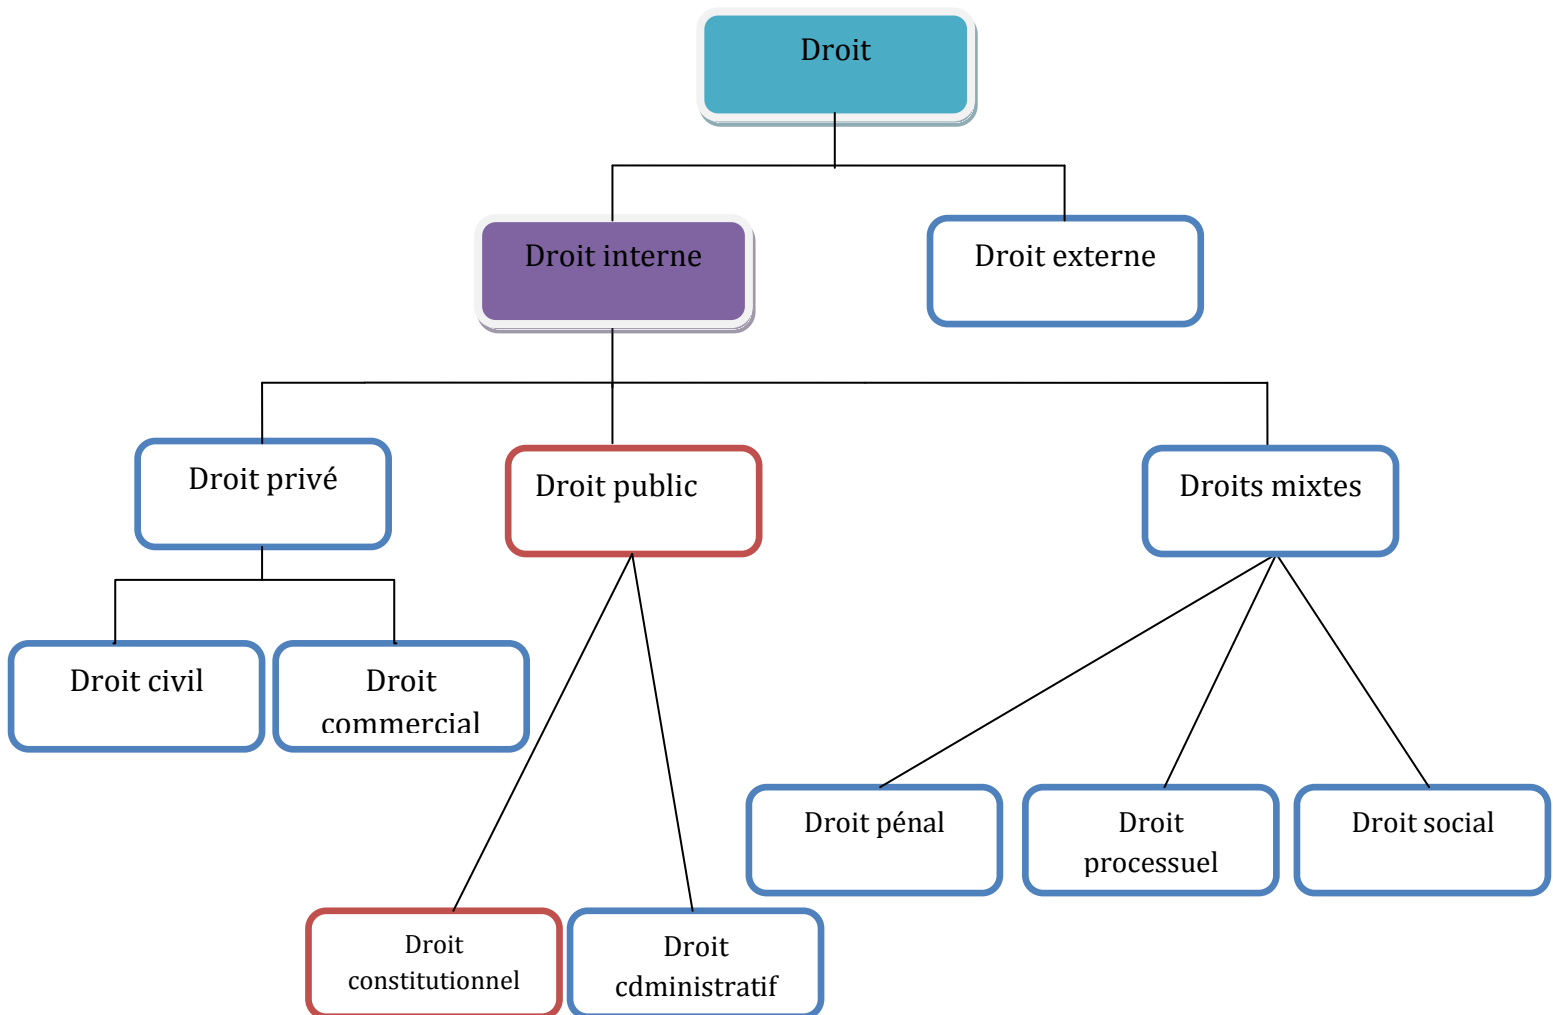 Droit
Droit interne
Droit externe
Droit privé
Droit public
Droits mixtes
Droit civil
Droit
commercial
Droit pénal
Droit
processuel
Droit social
Droit
constitutionnel
Droit
cdministratif